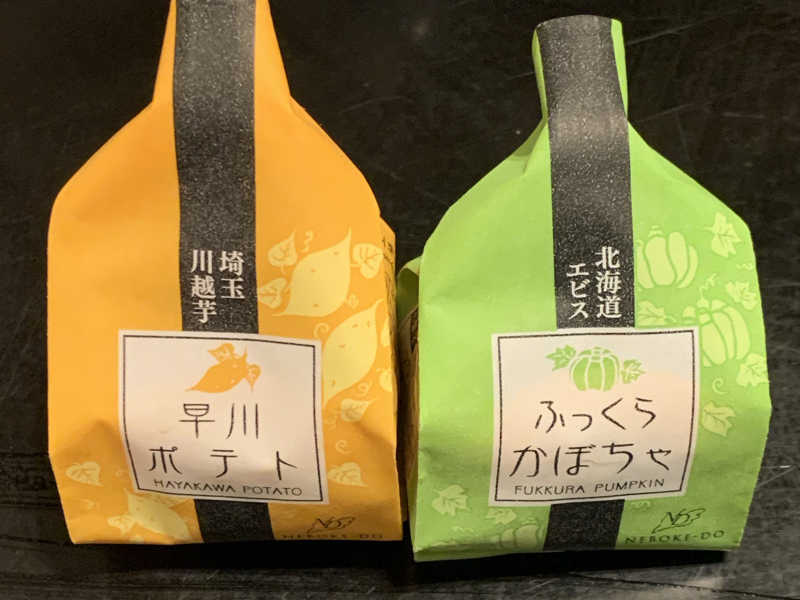 埼玉
川越芋
早川
ポテト
HAYAKAWA POTATO
NEBOKE-DO
北海道
エビス
ふっくら
かぼちゃ
FUKKURA PUMPKIN
NEBOKE-DO